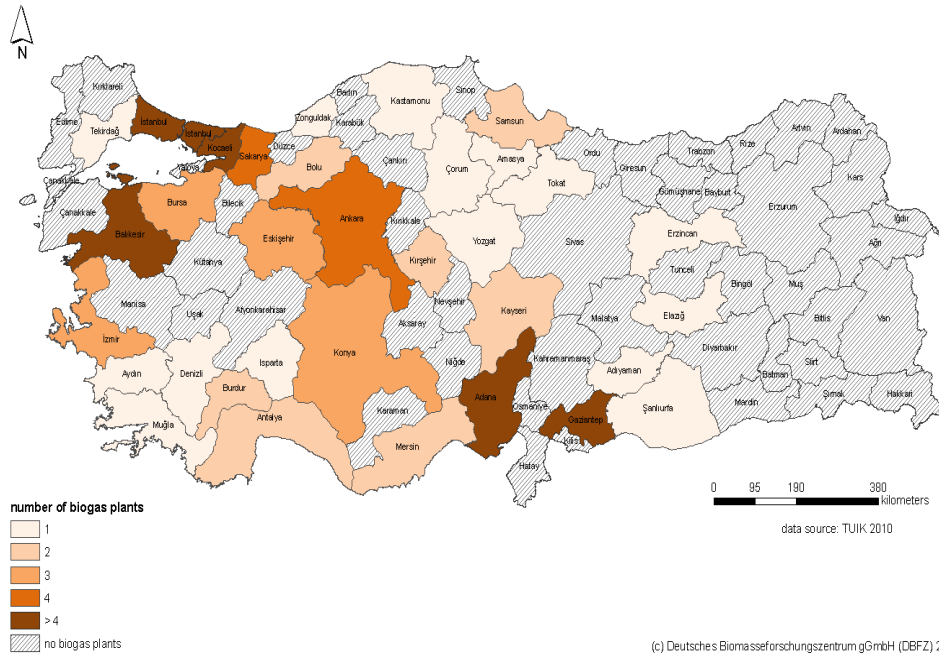 N
Kırklareli
Edirne
Tekirdağ
İstanbul
İstanbul
Kocaeli
Yalova
Sakarya
Düzce
Zonguldak
Bartın
Karabük
Kastamonu
Sinop
Samsun
Bolu
Çankırı
Çorum
Amasya
Tokat
Ordu
Giresun
Trabzon
Rize
Artvin
Ardahan
Kars
Gümüşhane
Bayburt
Erzurum
Iğdır
Ağrı
Çanakkale
Çanakkale
Balıkesir
Bursa
Bilecik
Eskişehir
Ankara
Kırıkkale
Kırşehir
Yozgat
Sivas
Erzincan
Tunceli
Bingöl
Muş
Bitlis
Van
Kütahya
Manisa
Uşak
Afyonkarahisar
İzmir
Aydın
Denizli
Isparta
Burdur
Muğla
Antalya
Konya
Aksaray
Nevşehir
Niğde
Kayseri
Karaman
Mersin
Adana
Osmaniye
Kahramanmaraş
Malatya
Elazığ
Adıyaman
Gaziantep
Kilis
Hatay
Şanlıurfa
Diyarbakır
Batman
Mardin
Siirt
Şırnak
Hakkari
0 95 190 380
kilometers
data source: TUIK 2010
number of biogas plants
1
2
3
4
> 4
no biogas plants
(c) Deutsches Biomasseforschungszentrum gGmbH (DBFZ) 2